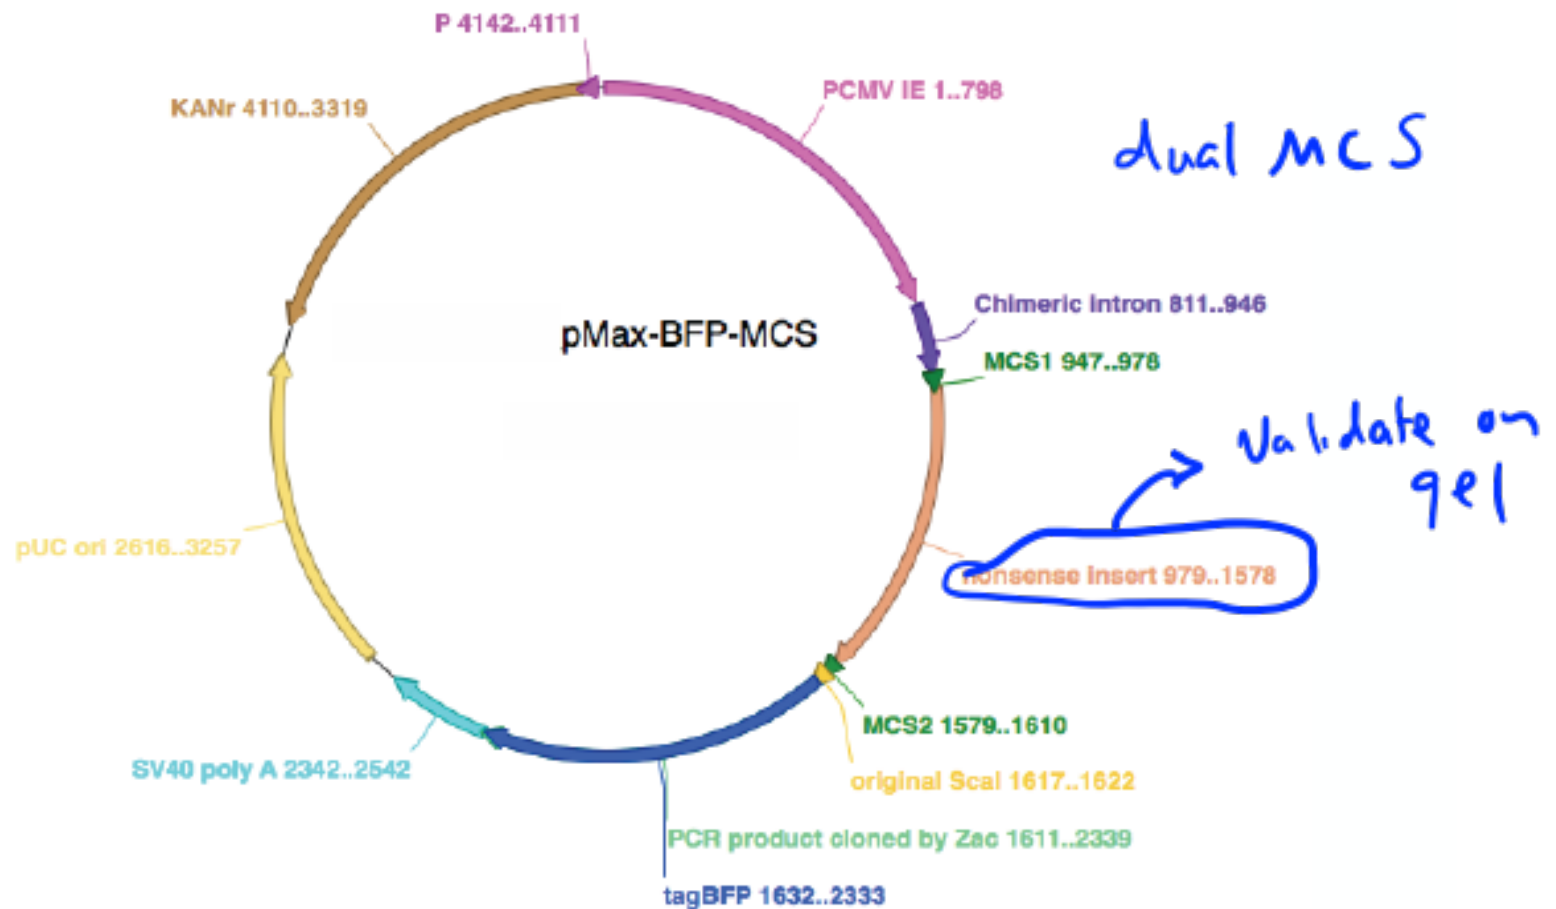 P 4142..4111
PCMV IE 1..798
KANr 4110..3319
dual MCS
Chimeric Intron 811..946
pMax-BFP-MCS
MCS1 947..978
Validate on
gel
pUC ori 2616..3257
nonsense insert 979..1578
MCS2 1579..1610
SV40 poly A 2342..2542
original ScaI 1617..1622
PCR product cloned by Zac 1611..2339
tagBFP 1632..2333